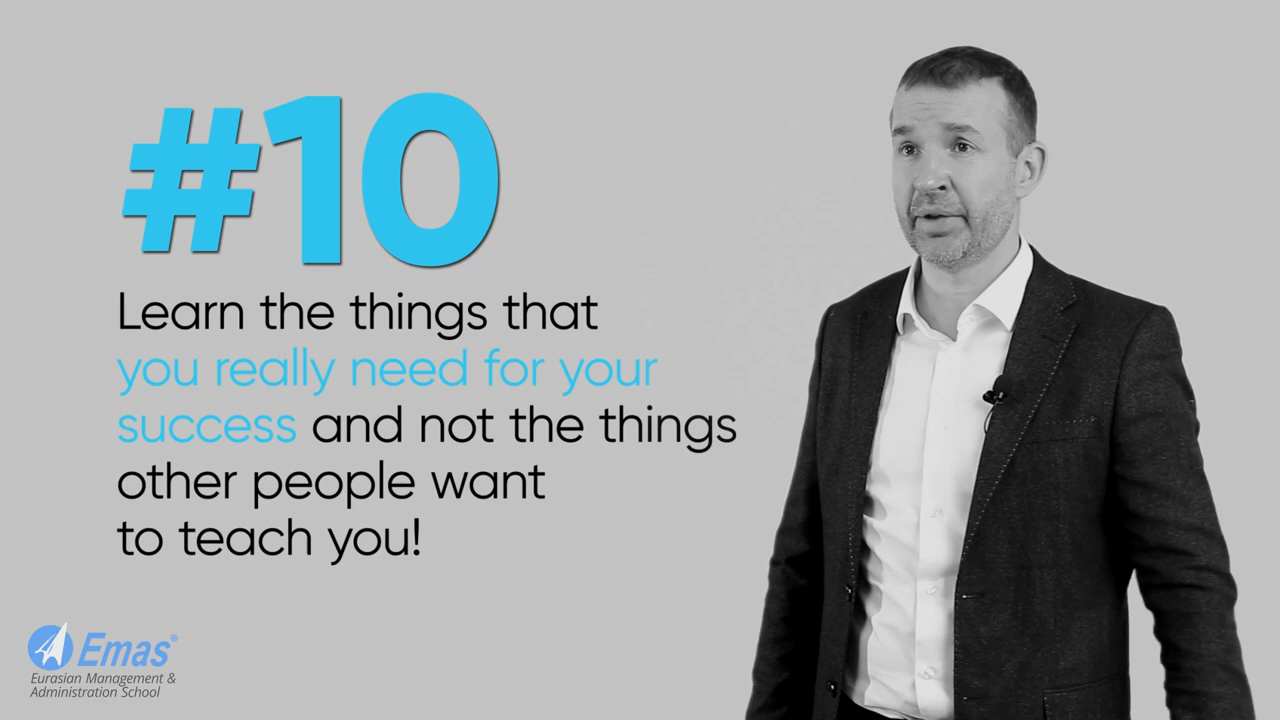 #10
Learn the things that
you really need for your
success and not the things
other people want
to teach you!
Emas®
Eurasian Management &
Administration School